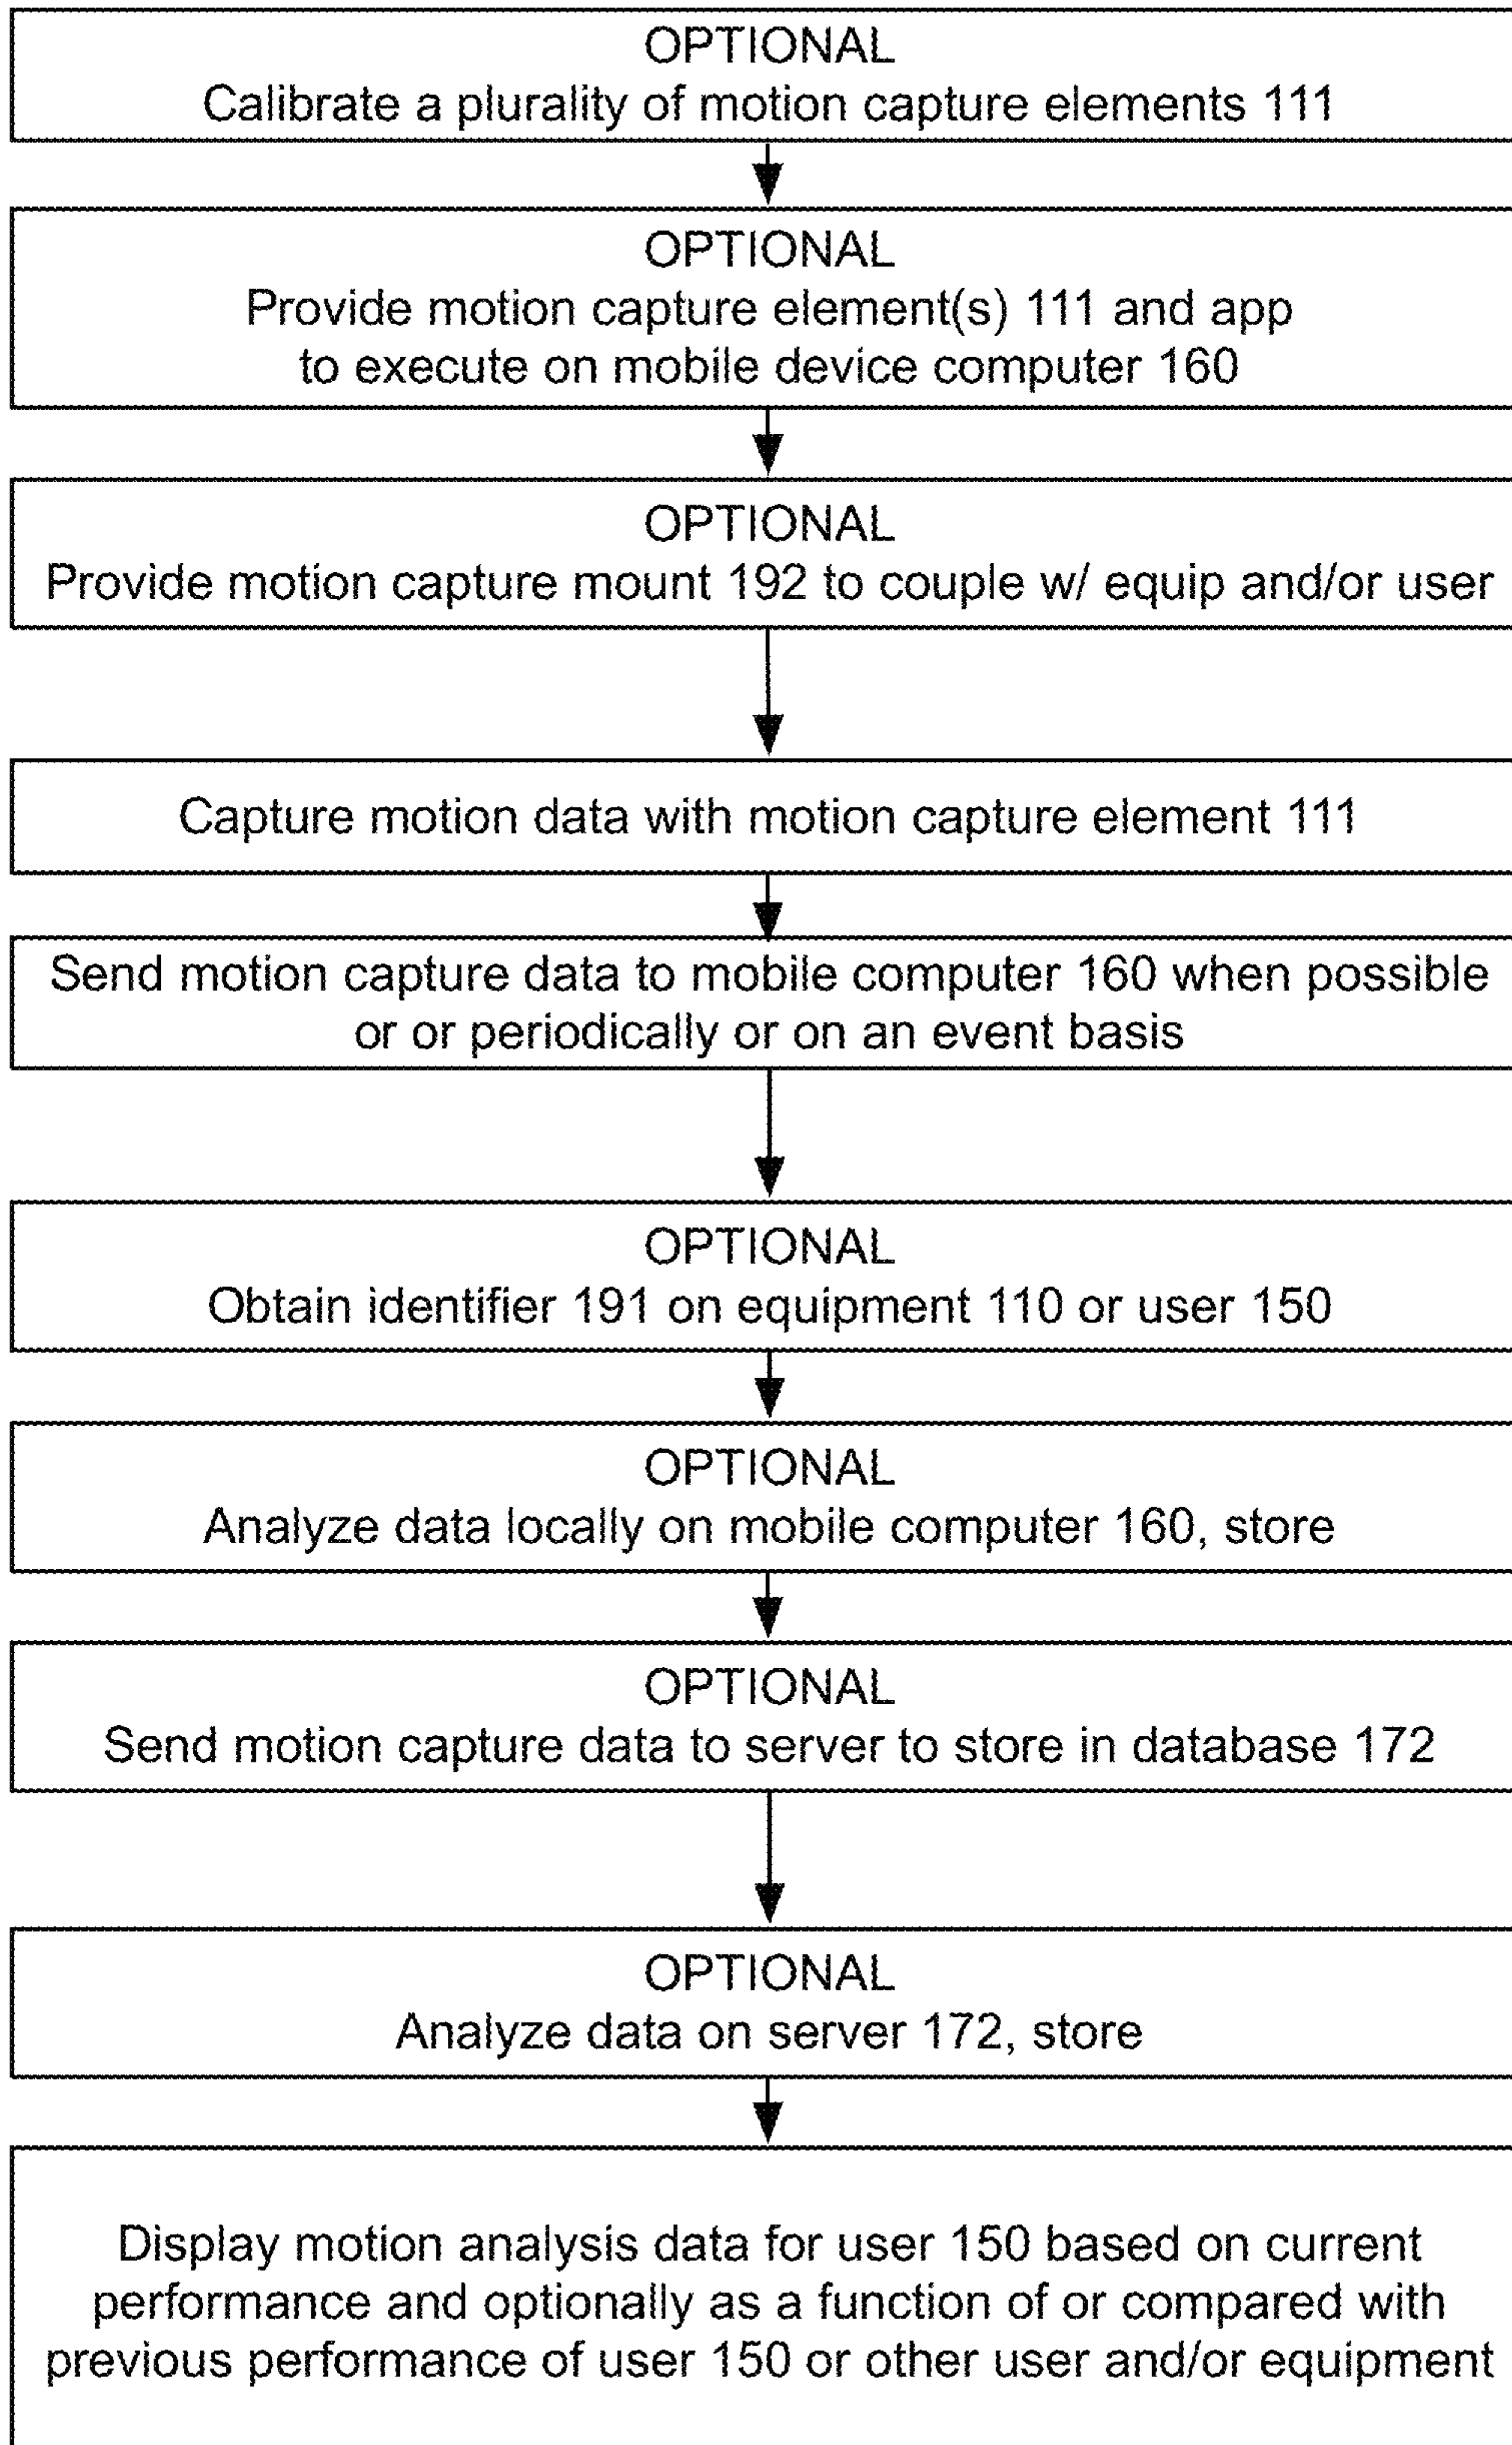 OPTIONAL
Calibrate a plurality of motion capture elements 111
OPTIONAL
Provide motion capture element(s) 111 and app
to execute on mobile device computer 160
OPTIONAL
Provide motion capture mount 192 to couple w/ equip and/or user
Capture motion data with motion capture element 111
Send motion capture data to mobile computer 160 when possible
or or periodically or on an event basis
OPTIONAL
Obtain identifier 191 on equipment 110 or user 150
OPTIONAL
Analyze data locally on mobile computer 160, store
OPTIONAL
Send motion capture data to server to store in database 172
OPTIONAL
Analyze data on server 172, store
Display motion analysis data for user 150 based on current
performance and optionally as a function of or compared with
previous performance of user 150 or other user and/or equipment